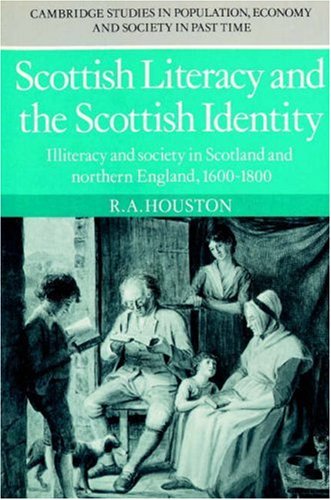 CAMBRIDGE STUDIES IN POPULATION, ECONOMY
AND SOCIETY IN PAST TIME
Scottish Literacy and
the Scottish Identity
Illiteracy and society in Scotland and
northern England, 1600-1800
R.A.HOUSTON